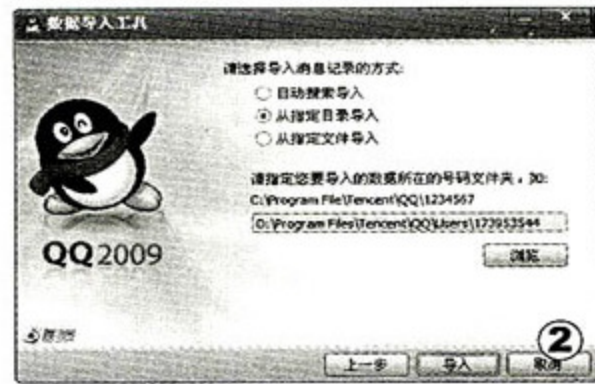 数据导入工具
请选择导入消息记录的方式:
自动搜索导入
从指定目录导入
从指定文件导入
请指定您要导入的数据所在的号码文件夹，如:
C:\Program File\Tencent\QQ\1234567
D:\Program Files\Tencent\QQ\Users\173953544
浏览
QQ2009
上一步 导入 取消
②